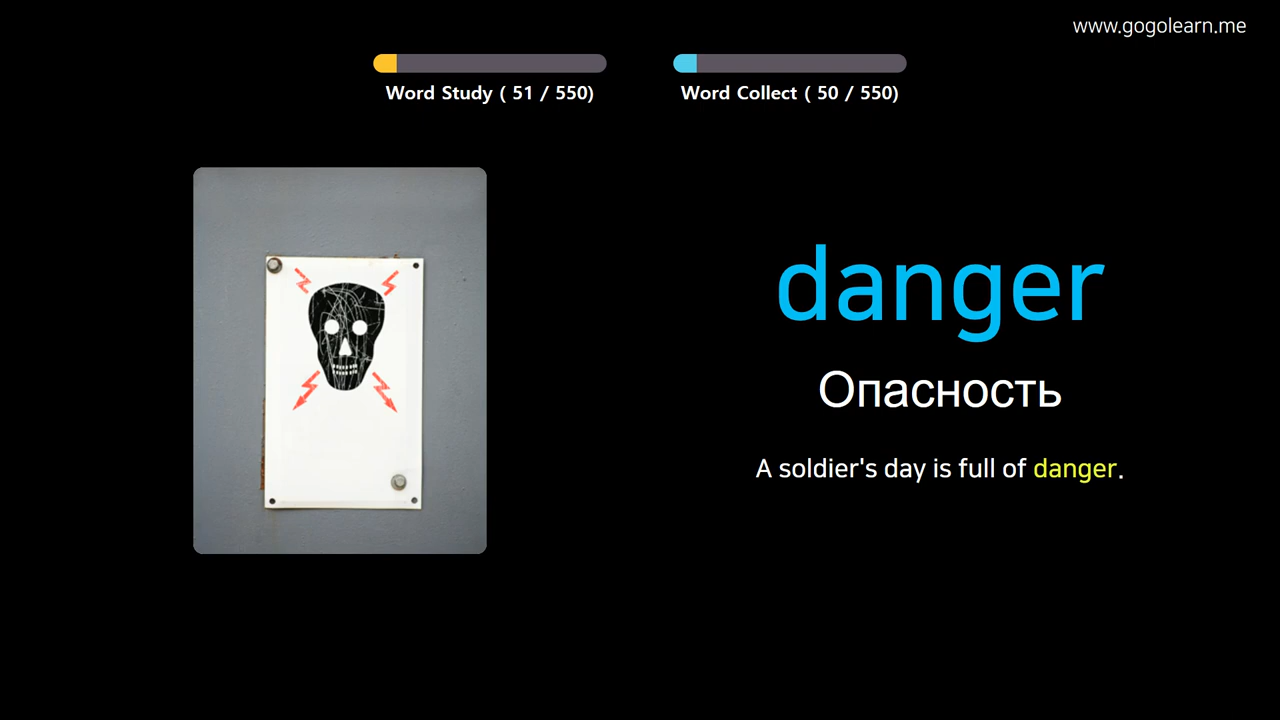 www.gogolearn.me
Word Study ( 51 / 550)
Word Collect ( 50 / 550)
danger
Опасность
A soldier's day is full of danger.